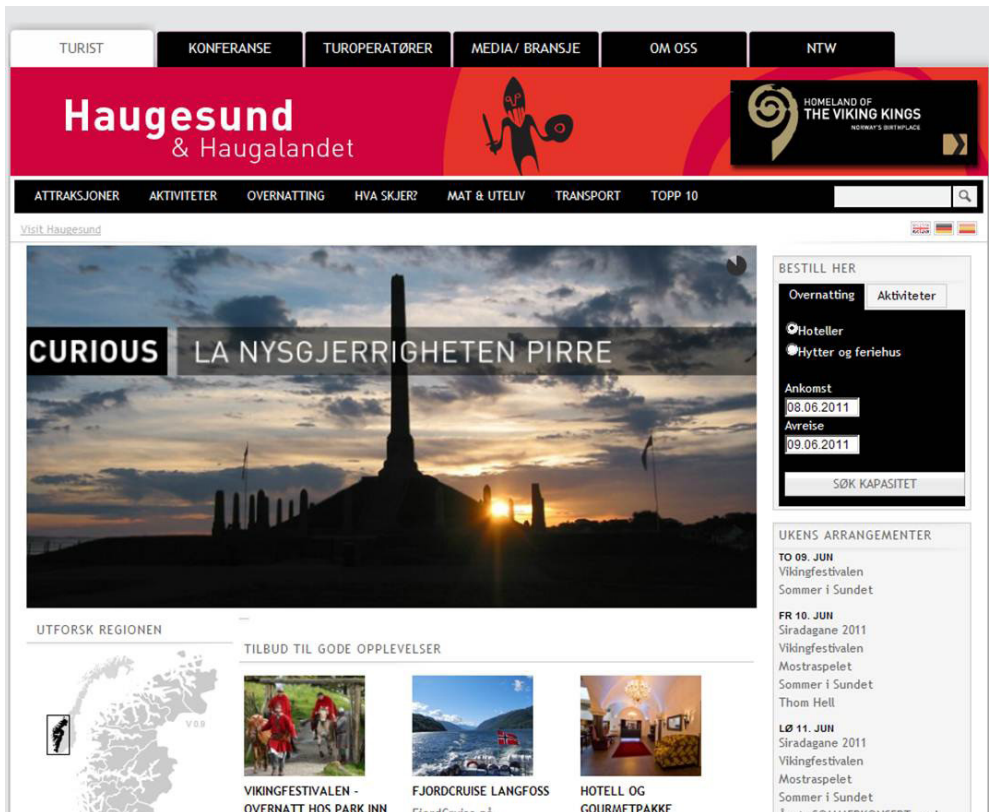 TURIST
KONFERANSE
TUROPERATØRER
MEDIA/ BRANSJE
OM OSS
NTW
Haugesund
& Haugalandet
HOMELAND OF
THE VIKING KINGS
NORWAY'S BIRTHPLACE
ATTRAKSJONER
AKTIVITETER
OVERNATTING
HVA SKJER?
MAT & UTELIV
TRANSPORT
TOPP 10
Visit Haugesund
CURIOUS LA NYSGJERRIGHETEN PIRRE
BESTILL HER
Overnatting
Aktiviteter
Hoteller
Hytter og feriehus
Ankomst
08.06.2011
Avreise
09.06.2011
SØK KAPASITET
UKENS ARRANGEMENTER
TO 09. JUN
Vikingfestivalen
Sommer i Sundet
FR 10. JUN
Siradagane 2011
Vikingfestivalen
Mostraspelet
Sommer i Sundet
Thom Hell
LØ 11. JUN
Siradagane 2011
Vikingfestivalen
Mostraspelet
Sommer i Sundet
UTFORSK REGIONEN
V 0.9
TILBUD TIL GODE OPPLEVELSER
VIKINGFESTIVALEN -
OVERNATT HOS PARK INN
FJORDCRUISE LANGFOSS
FjordCruise på
HOTELL OG
GOURMETPAKKE